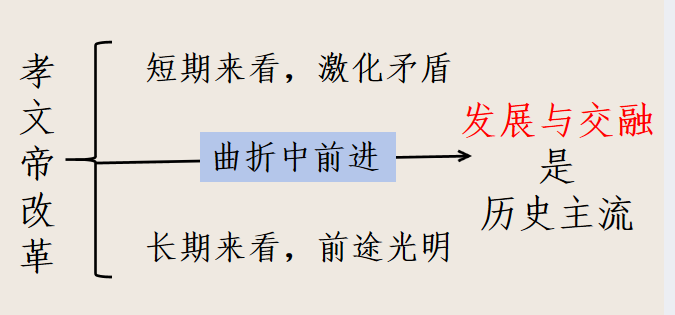 孝文帝改革
短期来看，激化矛盾
曲折中前进
长期来看，前途光明
发展与交融
是
历史主流